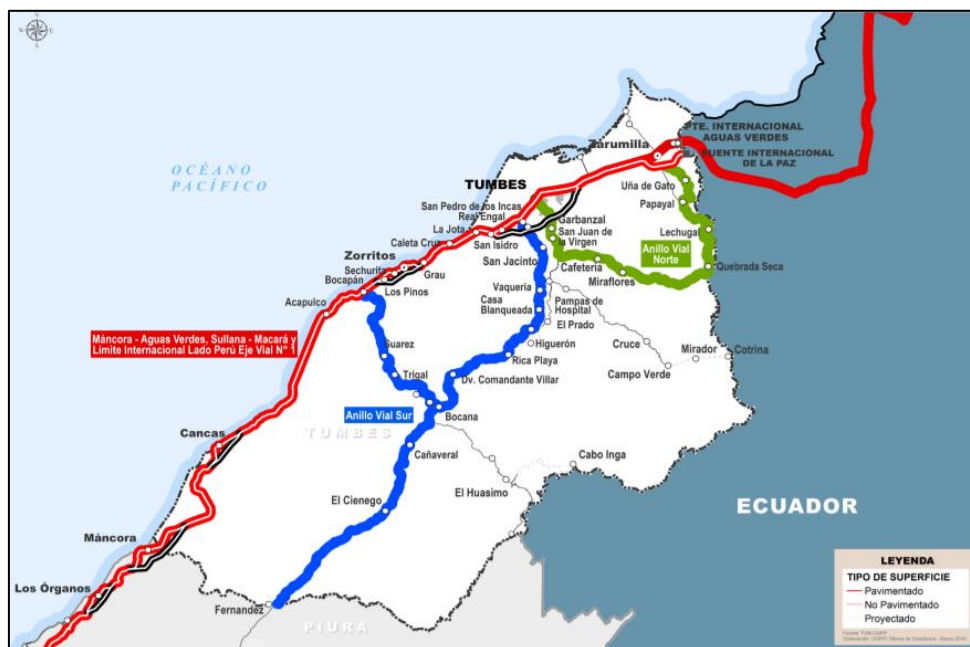 N
W
E
S
OCÉANO
PACÍFICO
PTE. INTERNACIONAL
AGUAS VERDES
Zarumilla
PUENTE INTERNACIONAL
DE LA PAZ
TUMBES
Uña de Gato
Papayal
San Pedro de los Incas
Real Engal
Garbanzal
San Juan de
la Virgen
La Jota
Lechugal
Caleta Cruz
San Isidro
Anillo Vial
Norte
Zorritos
San Jacinto
Cafeteria
Quebrada Seca
Sechurita
Grau
Miraflores
Bocapán
Los Pinos
Vaquería
Pampas de
Hospital
Acapulco
Casa
Blanqueada
El Prado
Máncora - Aguas Verdes, Sullana - Macará y
Limite Internacional Lado Perú Eje Vial N° 1
Suarez
Higuerón
Cruce
Mirador
Cotrina
Rica Playa
Campo Verde
Trigal
Dv. Comandante Villar
Anillo Vial Sur
Bocana
TUMBES
Cancas
Cañaveral
Cabo Inga
El Huasimo
El Cienego
ECUADOR
Máncora
Los Órganos
Fernandez
PIURA
LEYENDA
TIPO DE SUPERFICIE
Pavimentado
No Pavimentado
Proyectado